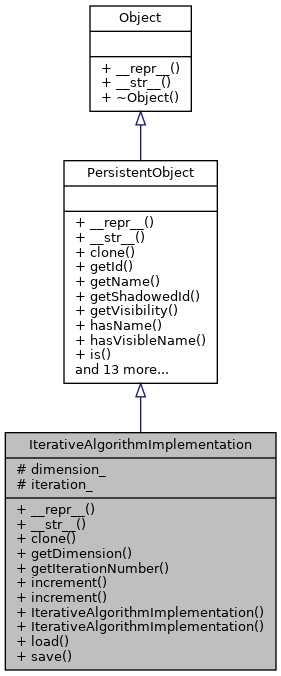 Object
+ __repr__()
+ __str__()
+ ~Object()
PersistentObject
+ __repr__()
+ __str__()
+ clone()
+ getId()
+ getName()
+ getShadowedId()
+ getVisibility()
+ hasName()
+ hasVisibleName()
+ is()
and 13 more...
IterativeAlgorithmImplementation
# dimension_
# iteration_
+ __repr__()
+ __str__()
+ clone()
+ getDimension()
+ getIterationNumber()
+ increment()
+ increment()
+ IterativeAlgorithmImplementation()
+ IterativeAlgorithmImplementation()
+ load()
+ save()